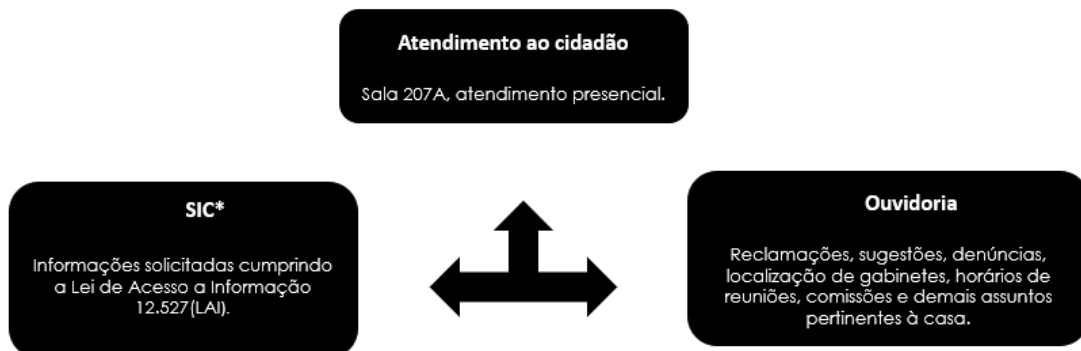 Atendimento ao cidadão
Sala 207A, atendimento presencial.
SIC*
Informações solicitadas cumprindo
a Lei de Acesso a Informação
12.527(LAI).
Ouvidoria
Reclamações, sugestões, denúncias,
localização de gabinetes, horários de
reuniões, comissões e demais assuntos
pertinentes à casa.